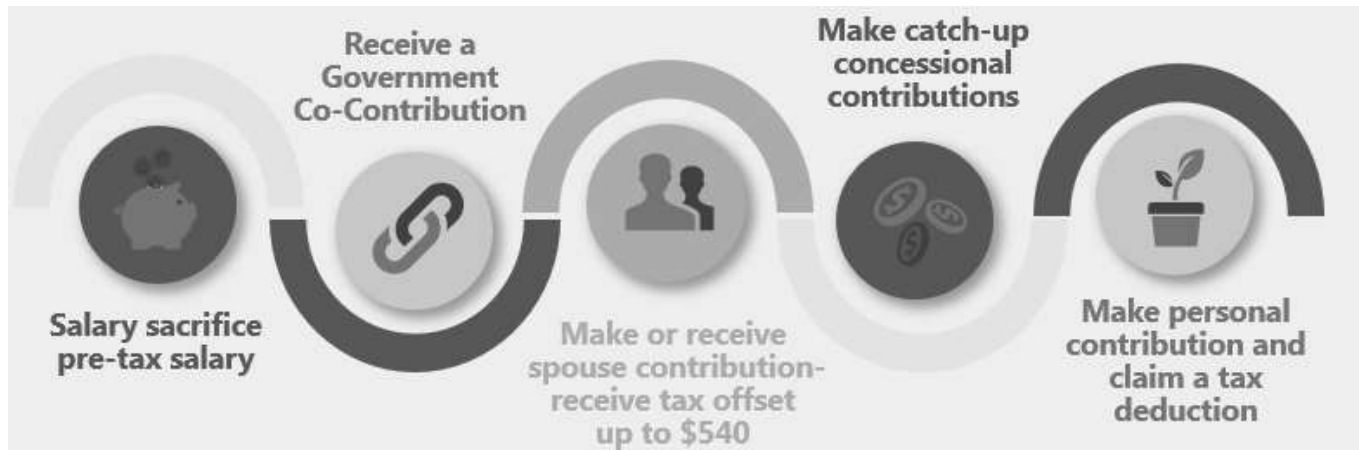 Salary sacrifice
pre-tax salary
Receive a
Government
Co-Contribution
Make or receive
spouse contribution-
receive tax offset
up to $540
Make catch-up
concessional
contributions
Make personal
contribution and
claim a tax
deduction